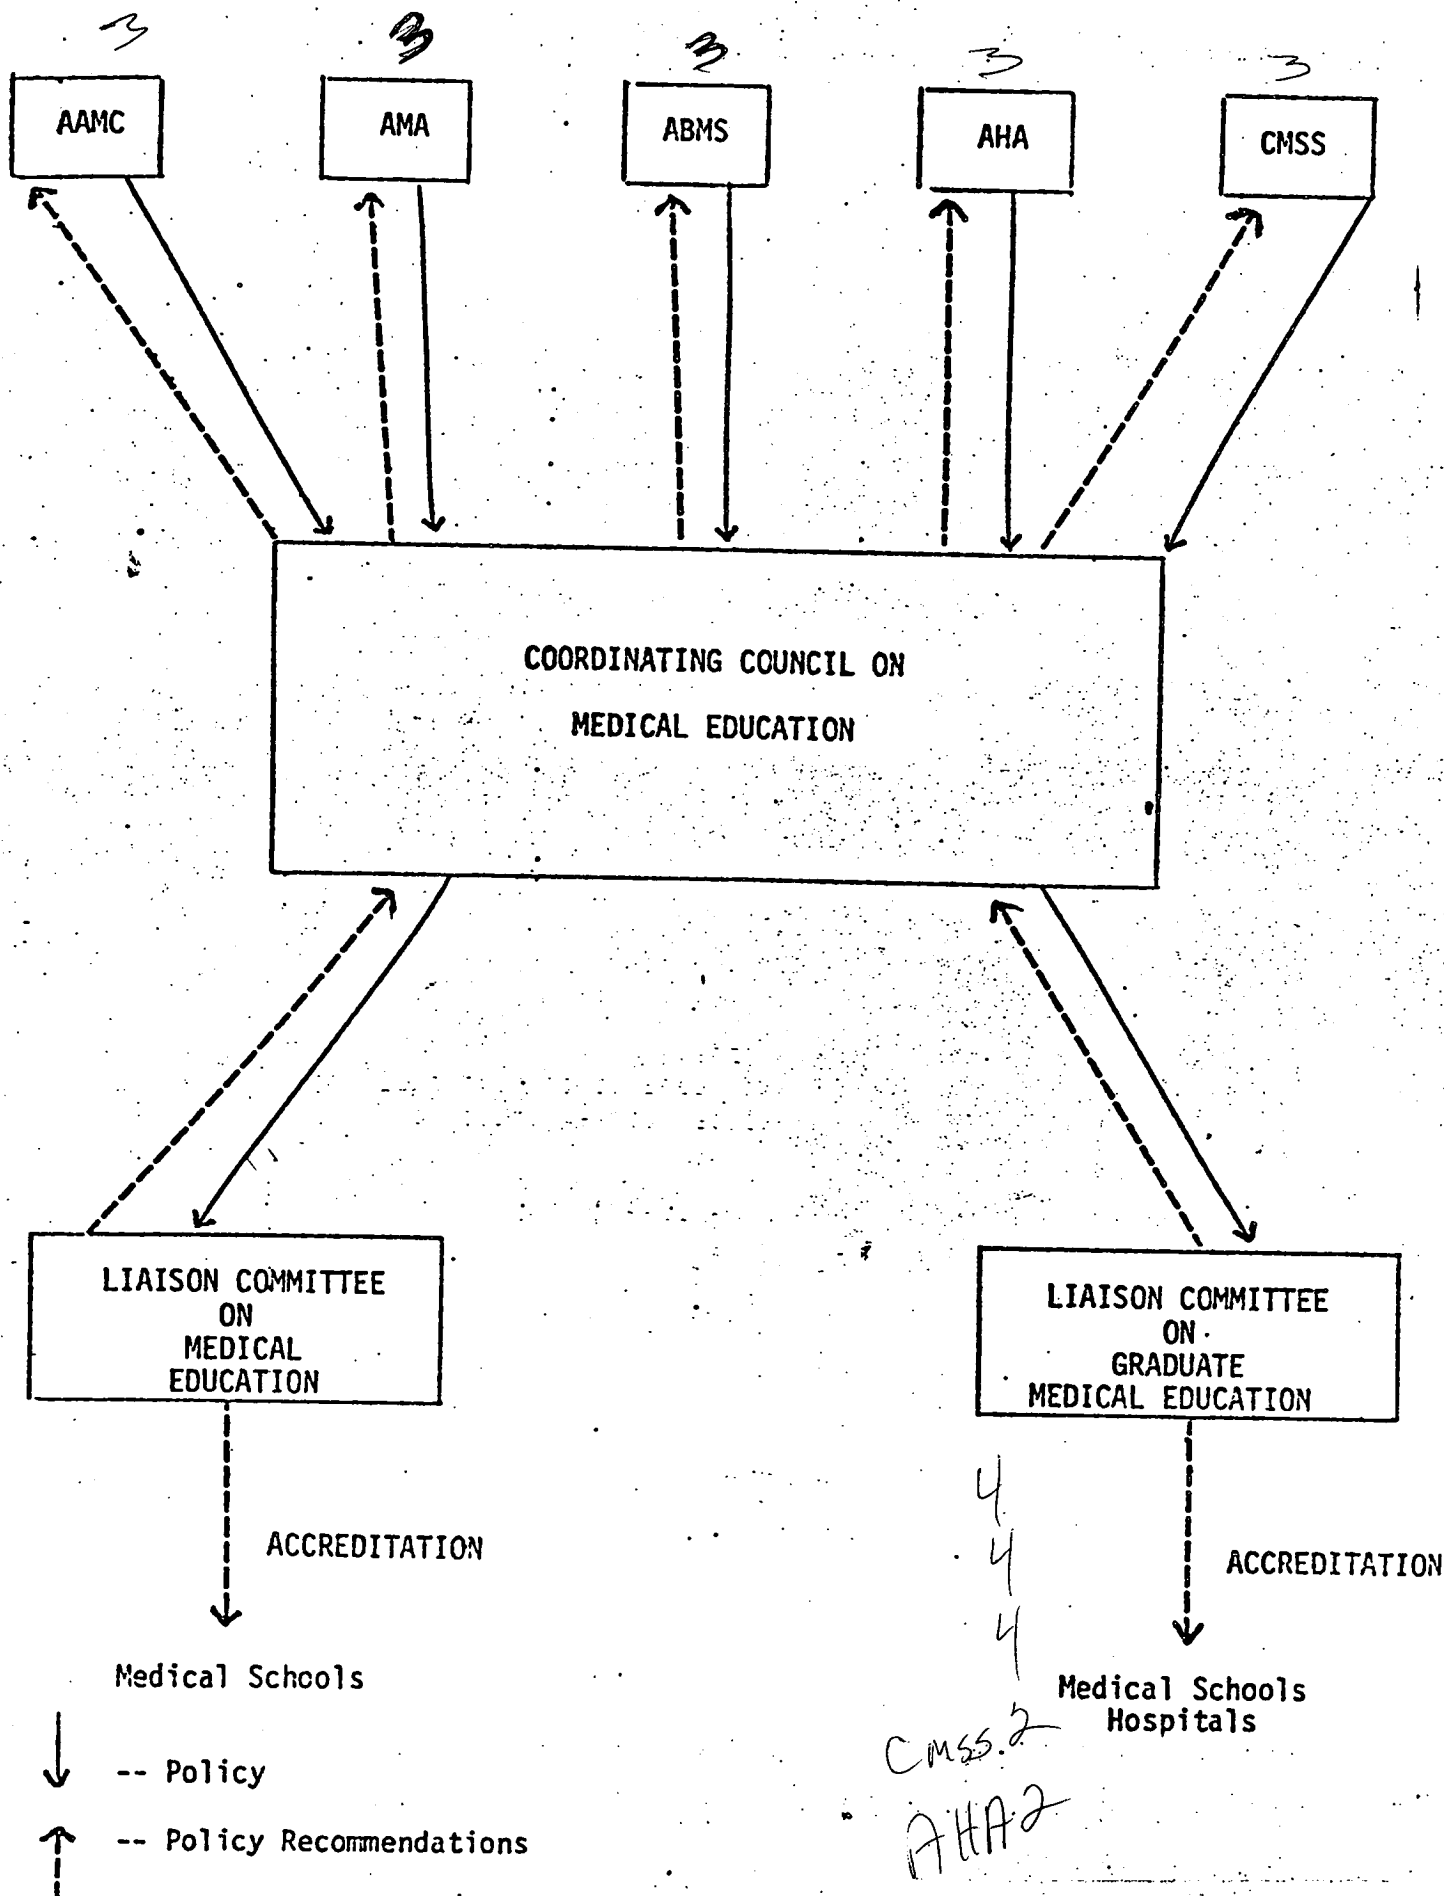 3 3 3 3 3
AAMC AMA ABMS AHA CMSS
COORDINATING COUNCIL ON
MEDICAL EDUCATION
LIAISON COMMITTEE
ON
MEDICAL
EDUCATION
LIAISON COMMITTEE
ON
GRADUATE
MEDICAL EDUCATION
ACCREDITATION
Medical Schools
4
4
4
ACCREDITATION
Medical Schools
Hospitals
CMSS.2
AHA2
-- Policy
-- Policy Recommendations